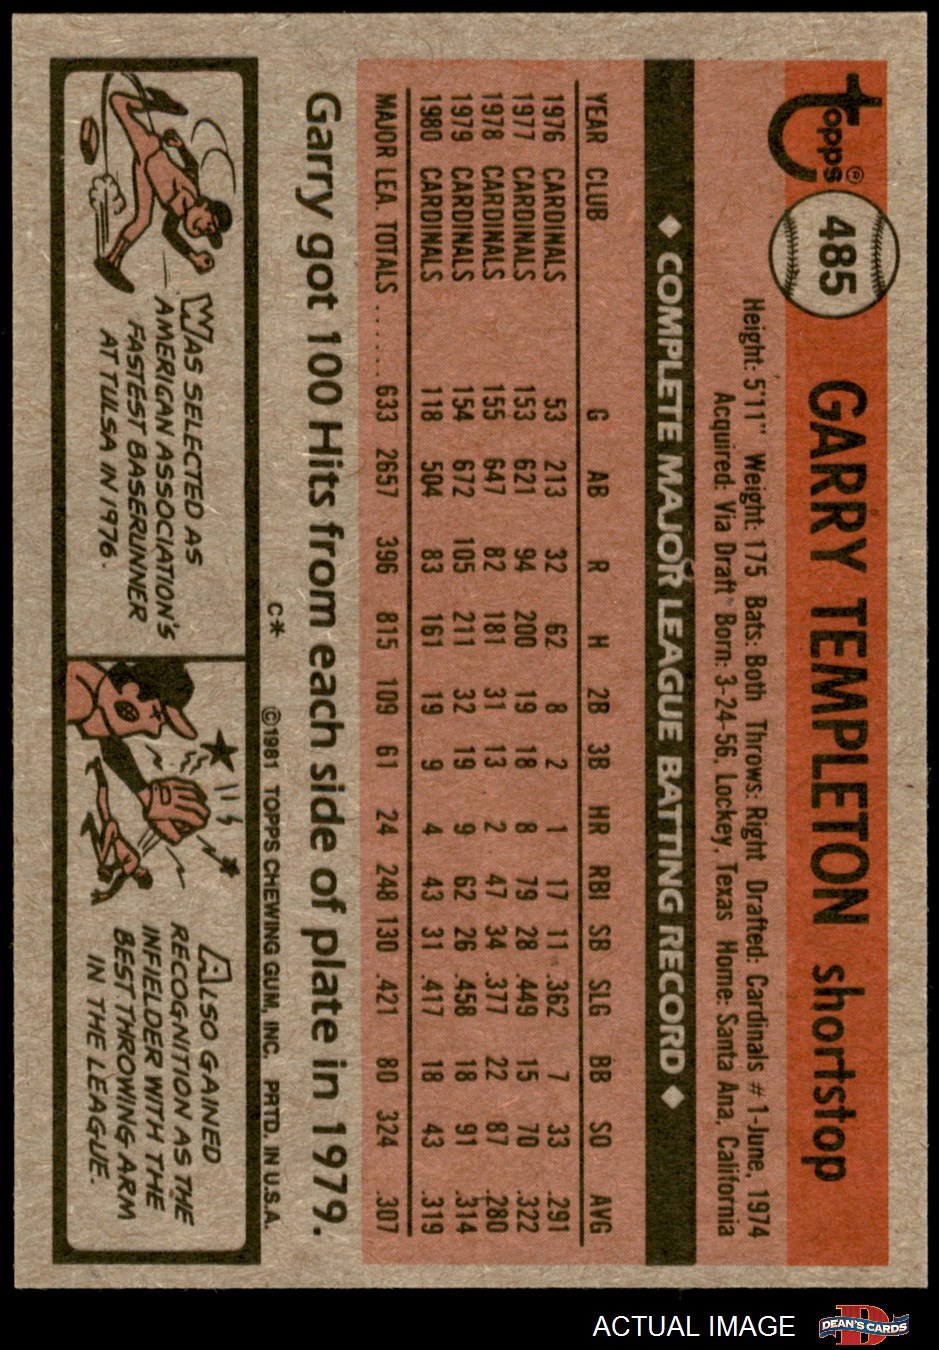 topps®
485
GARRY TEMPLETON shortstop
Height: 5'11" Weight: 175 Bats: Both Throws: Right Drafted: Cardinals #1-June, 1974
Acquired: Via Draft Born: 3-24-56, Lockey, Texas Home: Santa Ana, California
◆ COMPLETE MAJOR LEAGUE BATTING RECORD ◆
YEAR CLUB G AB R H 2B 3B HR RBI SB SLG BB SO AVG
1976 CARDINALS 53 213 32 62 8 2 1 17 11 .362 7 33 .291
1977 CARDINALS 153 621 94 200 19 18 8 79 28 .449 15 70 .322
1978 CARDINALS 155 647 82 181 31 13 2 47 34 .377 22 87 .280
1979 CARDINALS 154 672 105 211 32 19 9 62 26 .458 18 91 .314
1980 CARDINALS 118 504 83 161 19 9 4 43 31 .417 18 43 .319
MAJOR LEA. TOTALS ...... 633 2657 396 815 109 61 24 248 130 .421 80 324 .307
Garry got 100 Hits from each side of plate in 1979.
C* ©1981 TOPPS CHEWING GUM, INC. PRTD. IN U.S.A.
WAS SELECTED AS
AMERICAN ASSOCIATION'S
FASTEST BASERUNNER
AT TULSA IN 1976.
ALSO GAINED
RECOGNITION AS THE
INFIELDER WITH THE
BEST THROWING ARM
IN THE LEAGUE.
ACTUAL IMAGE
D
DEAN'S CARDS